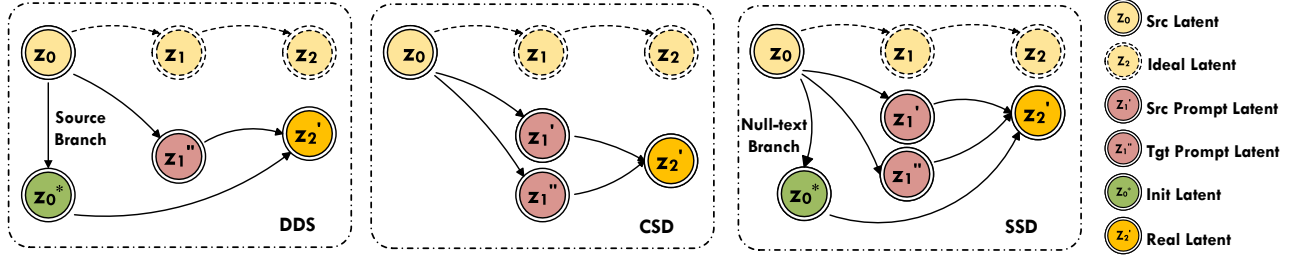 z₀ z₁ z₂
Source
Branch
z₁'' z₂'
z₀*
DDS
z₀ z₁ z₂
z₁'
z₂'
z₁''
CSD
z₀ z₁ z₂
Null-text
Branch
z₁' z₂'
z₁''
z₀*
SSD
z₀ Src Latent
z₂ Ideal Latent
z₁' Src Prompt Latent
z₁'' Tgt Prompt Latent
z₀* Init Latent
z₂' Real Latent